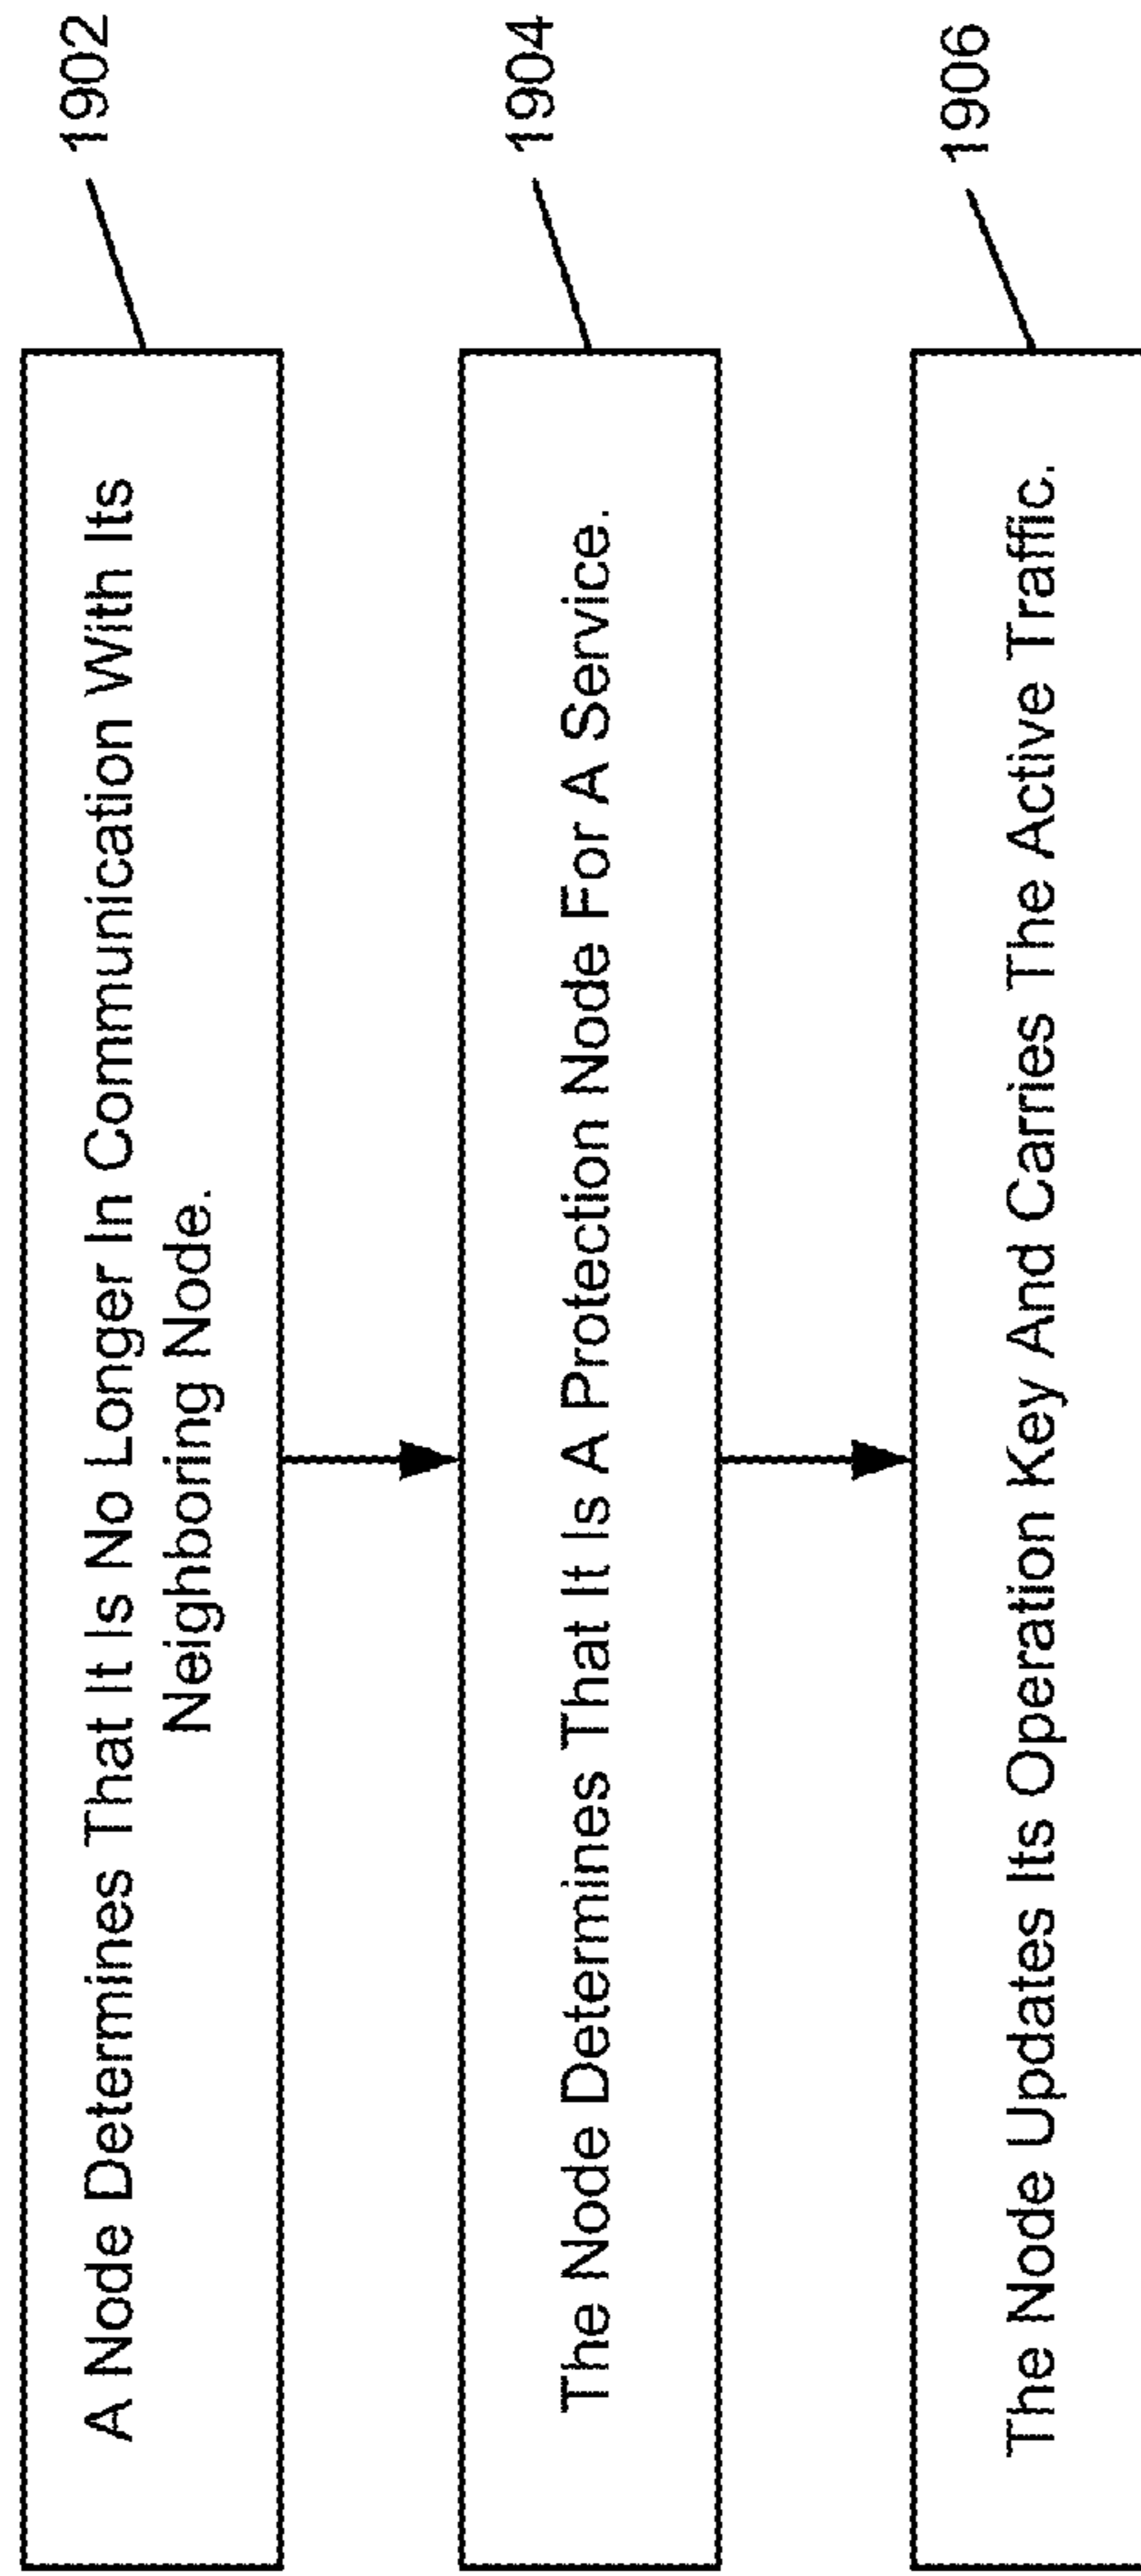 A Node Determines That It Is No Longer In Communication With Its
Neighboring Node.
1902
The Node Determines That It Is A Protection Node For A Service.
1904
The Node Updates Its Operation Key And Carries The Active Traffic.
1906